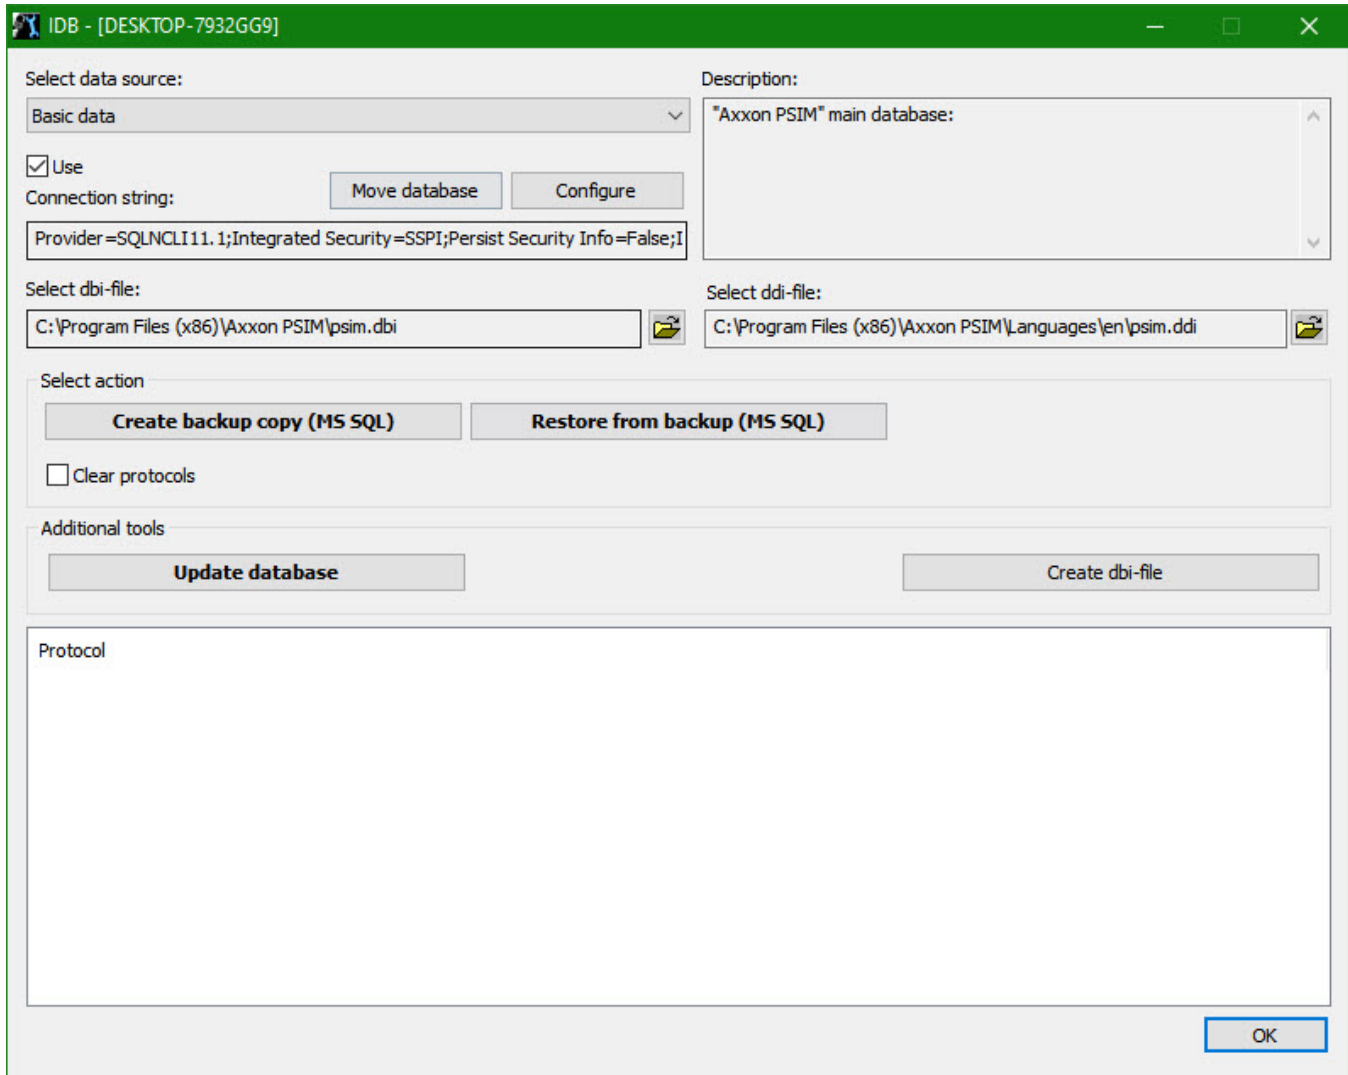 IDB - [DESKTOP-7932GG9]
Select data source:
Basic data
Description:
"Axxon PSIM" main database:
Use
Connection string:
Move database
Configure
Provider=SQLNCLI11.1;Integrated Security=SSPI;Persist Security Info=False;I
Select dbi-file:
C:\Program Files (x86)\Axxon PSIM\psim.dbi
Select ddi-file:
C:\Program Files (x86)\Axxon PSIM\Languages\en\psim.ddi
Select action
Create backup copy (MS SQL)
Restore from backup (MS SQL)
Clear protocols
Additional tools
Update database
Create dbi-file
Protocol
OK